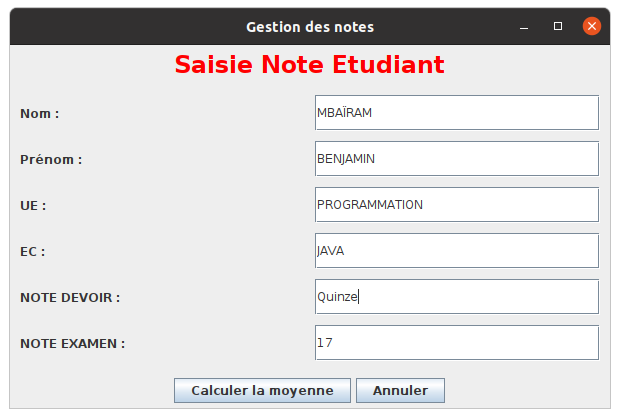 Gestion des notes
Saisie Note Etudiant
Nom : MBAÏRAM
Prénom : BENJAMIN
UE : PROGRAMMATION
EC : JAVA
NOTE DEVOIR : Quinze
NOTE EXAMEN : 17
Calculer la moyenne Annuler